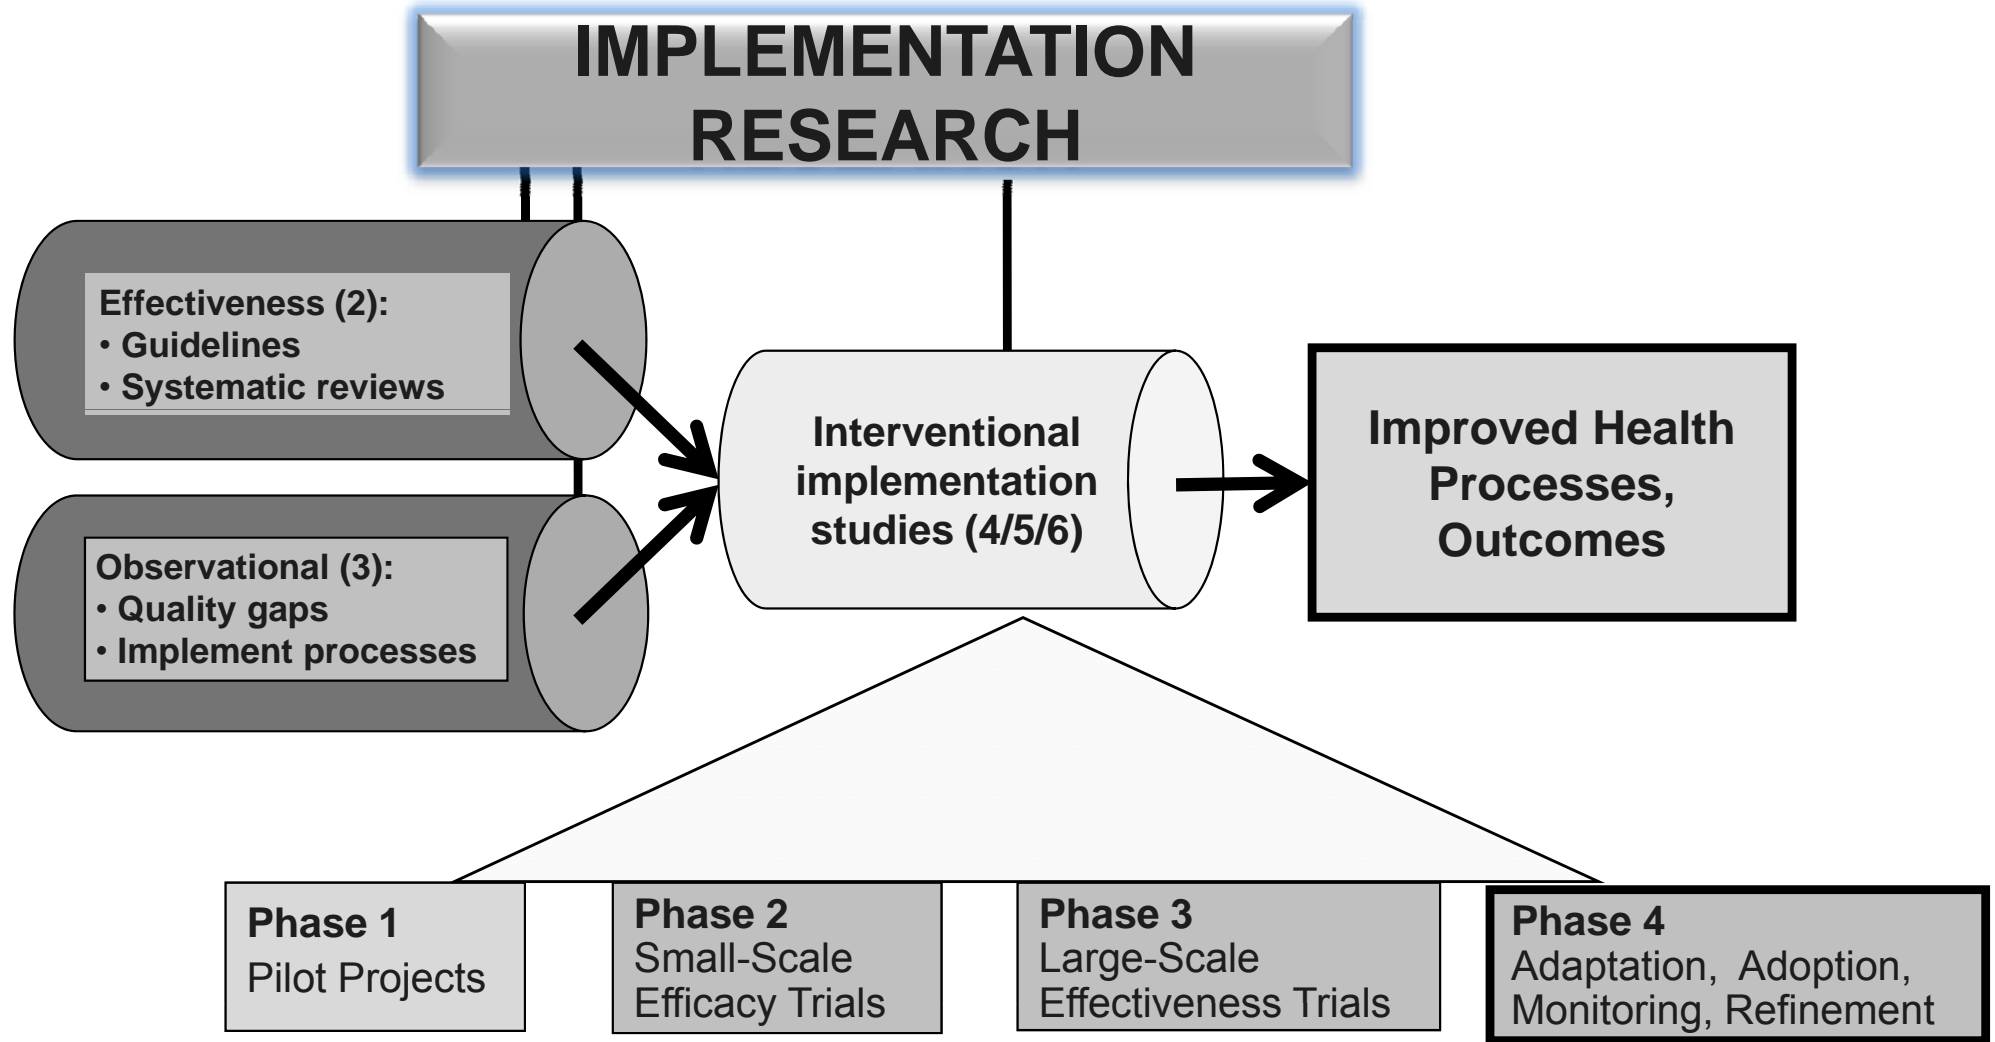 IMPLEMENTATION
RESEARCH
Effectiveness (2):
• Guidelines
• Systematic reviews
Observational (3):
• Quality gaps
• Implement processes
Interventional
implementation
studies (4/5/6)
Improved Health
Processes,
Outcomes
Phase 1
Pilot Projects
Phase 2
Small-Scale
Efficacy Trials
Phase 3
Large-Scale
Effectiveness Trials
Phase 4
Adaptation, Adoption,
Monitoring, Refinement